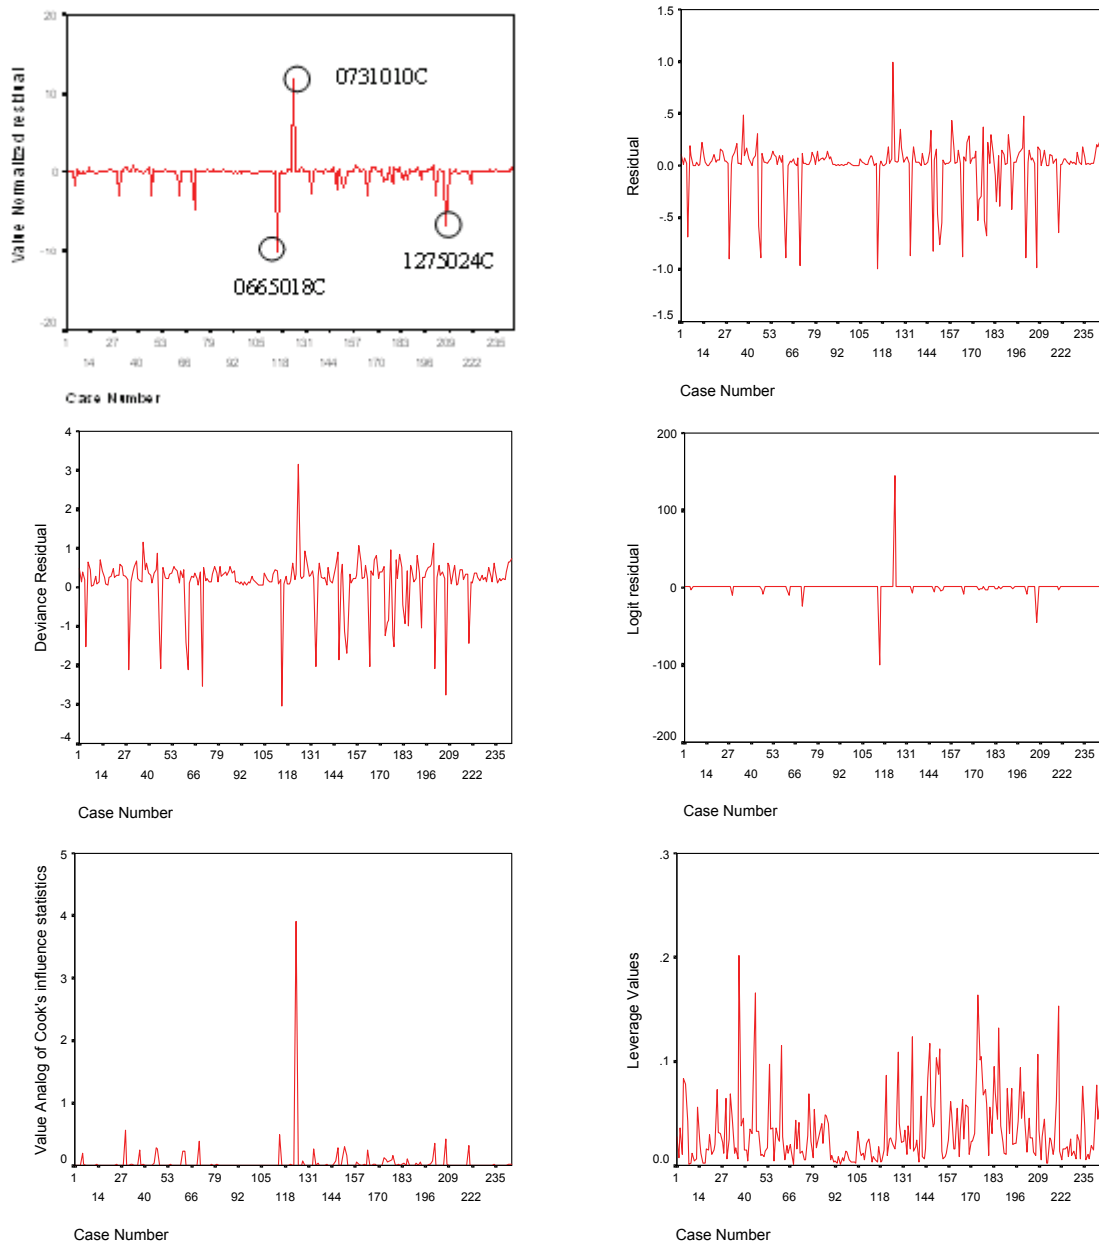 Value Normalized residual
20
10
0
-10
-20
0731010C
0665018C
1275024C
1 27 53 79 105 131 157 183 209 235
14 40 66 92 118 144 170 196 222
Case Number
Residual
1.5
1.0
.5
0.0
-.5
-1.0
-1.5
1 27 53 79 105 131 157 183 209 235
14 40 66 92 118 144 170 196 222
Case Number
Deviance Residual
4
3
2
1
0
-1
-2
-3
-4
1 27 53 79 105 131 157 183 209 235
14 40 66 92 118 144 170 196 222
Case Number
Logit residual
200
100
0
-100
-200
1 27 53 79 105 131 157 183 209 235
14 40 66 92 118 144 170 196 222
Case Number
Value Analog of Cook's influence statistics
5
4
3
2
1
0
1 27 53 79 105 131 157 183 209 235
14 40 66 92 118 144 170 196 222
Case Number
Leverage Values
.3
.2
.1
0.0
1 27 53 79 105 131 157 183 209 235
14 40 66 92 118 144 170 196 222
Case Number